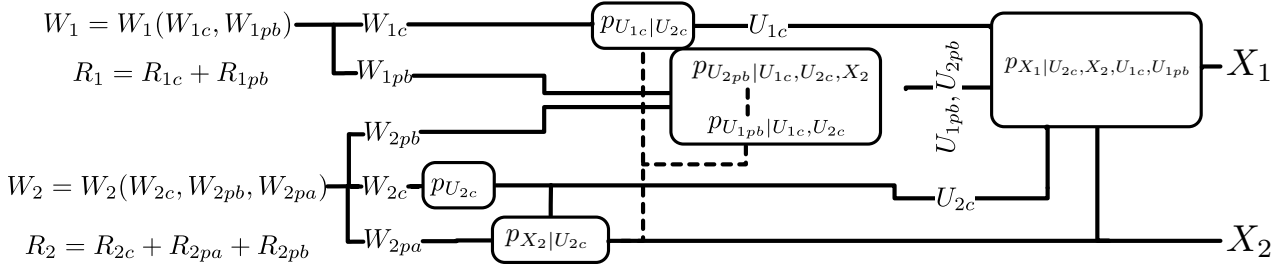 W_1 = W_1(W_{1c}, W_{1pb})
R_1 = R_{1c} + R_{1pb}
W_{1c}
W_{1pb}
W_{2pb}
W_2 = W_2(W_{2c}, W_{2pb}, W_{2pa})
R_2 = R_{2c} + R_{2pa} + R_{2pb}
W_{2c}
W_{2pa}
p_{U_{2c}}
p_{X_2|U_{2c}}
p_{U_{1c}|U_{2c}}
p_{U_{2pb}|U_{1c},U_{2c},X_2}
p_{U_{1pb}|U_{1c},U_{2c}}
U_{1c}
U_{1pb}, U_{2pb}
U_{2c}
p_{X_1|U_{2c},X_2,U_{1c},U_{1pb}}
X_1
X_2